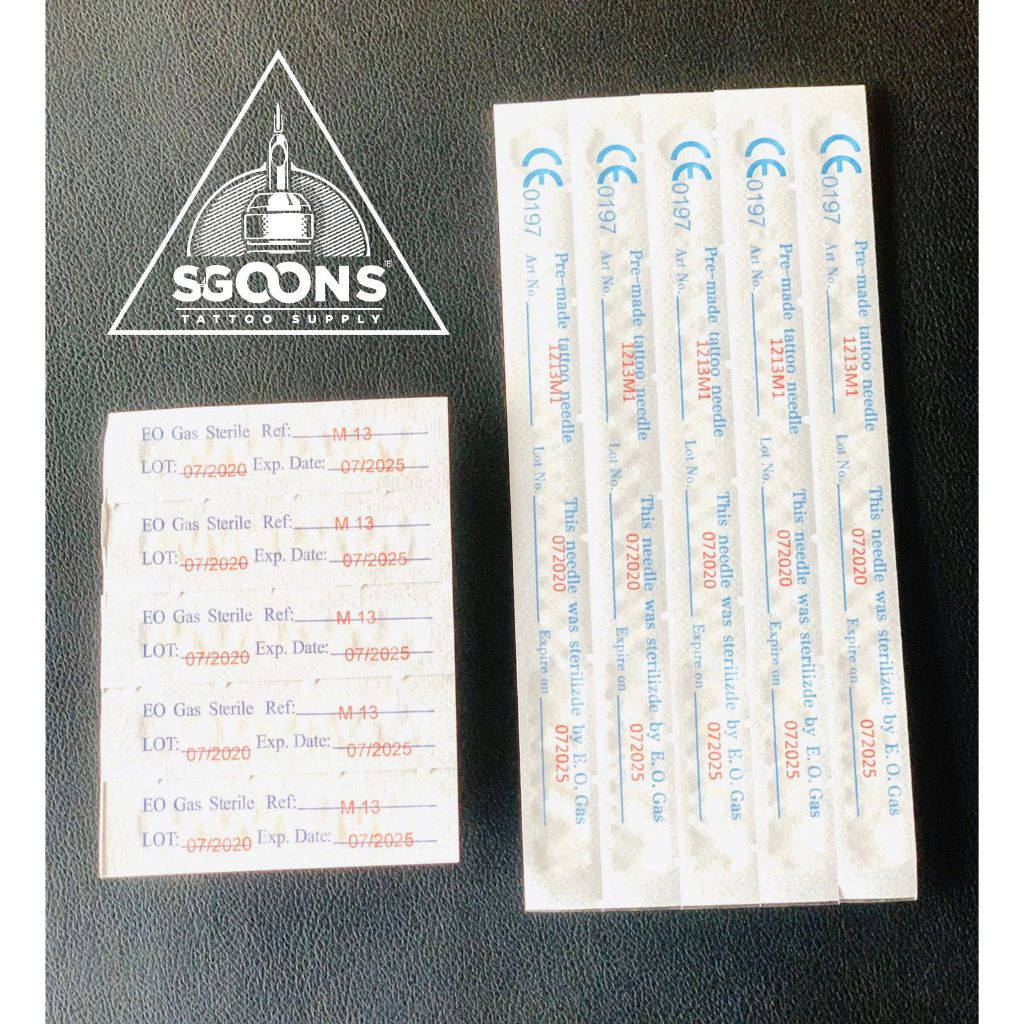 SGOONS®
TATTOO SUPPLY
EO Gas Sterile Ref: M 13
LOT: 07/2020 Exp. Date: 07/2025
EO Gas Sterile Ref: M 13
LOT: 07/2020 Exp. Date: 07/2025
EO Gas Sterile Ref: M 13
LOT: 07/2020 Exp. Date: 07/2025
EO Gas Sterile Ref: M 13
LOT: 07/2020 Exp. Date: 07/2025
EO Gas Sterile Ref: M 13
LOT: 07/2020 Exp. Date: 07/2025
CE0197 Pre-made tattoo needle This needle was sterilizde by E.O.Gas
Art No. 1213M1 Lot No. 072020 Expire on 072025
CE0197 Pre-made tattoo needle This needle was sterilizde by E.O.Gas
Art No. 1213M1 Lot No. 072020 Expire on 072025
CE0197 Pre-made tattoo needle This needle was sterilizde by E.O.Gas
Art No. 1213M1 Lot No. 072020 Expire on 072025
CE0197 Pre-made tattoo needle This needle was sterilizde by E.O.Gas
Art No. 1213M1 Lot No. 072020 Expire on 072025
CE0197 Pre-made tattoo needle This needle was sterilizde by E.O.Gas
Art No. 1213M1 Lot No. 072020 Expire on 072025